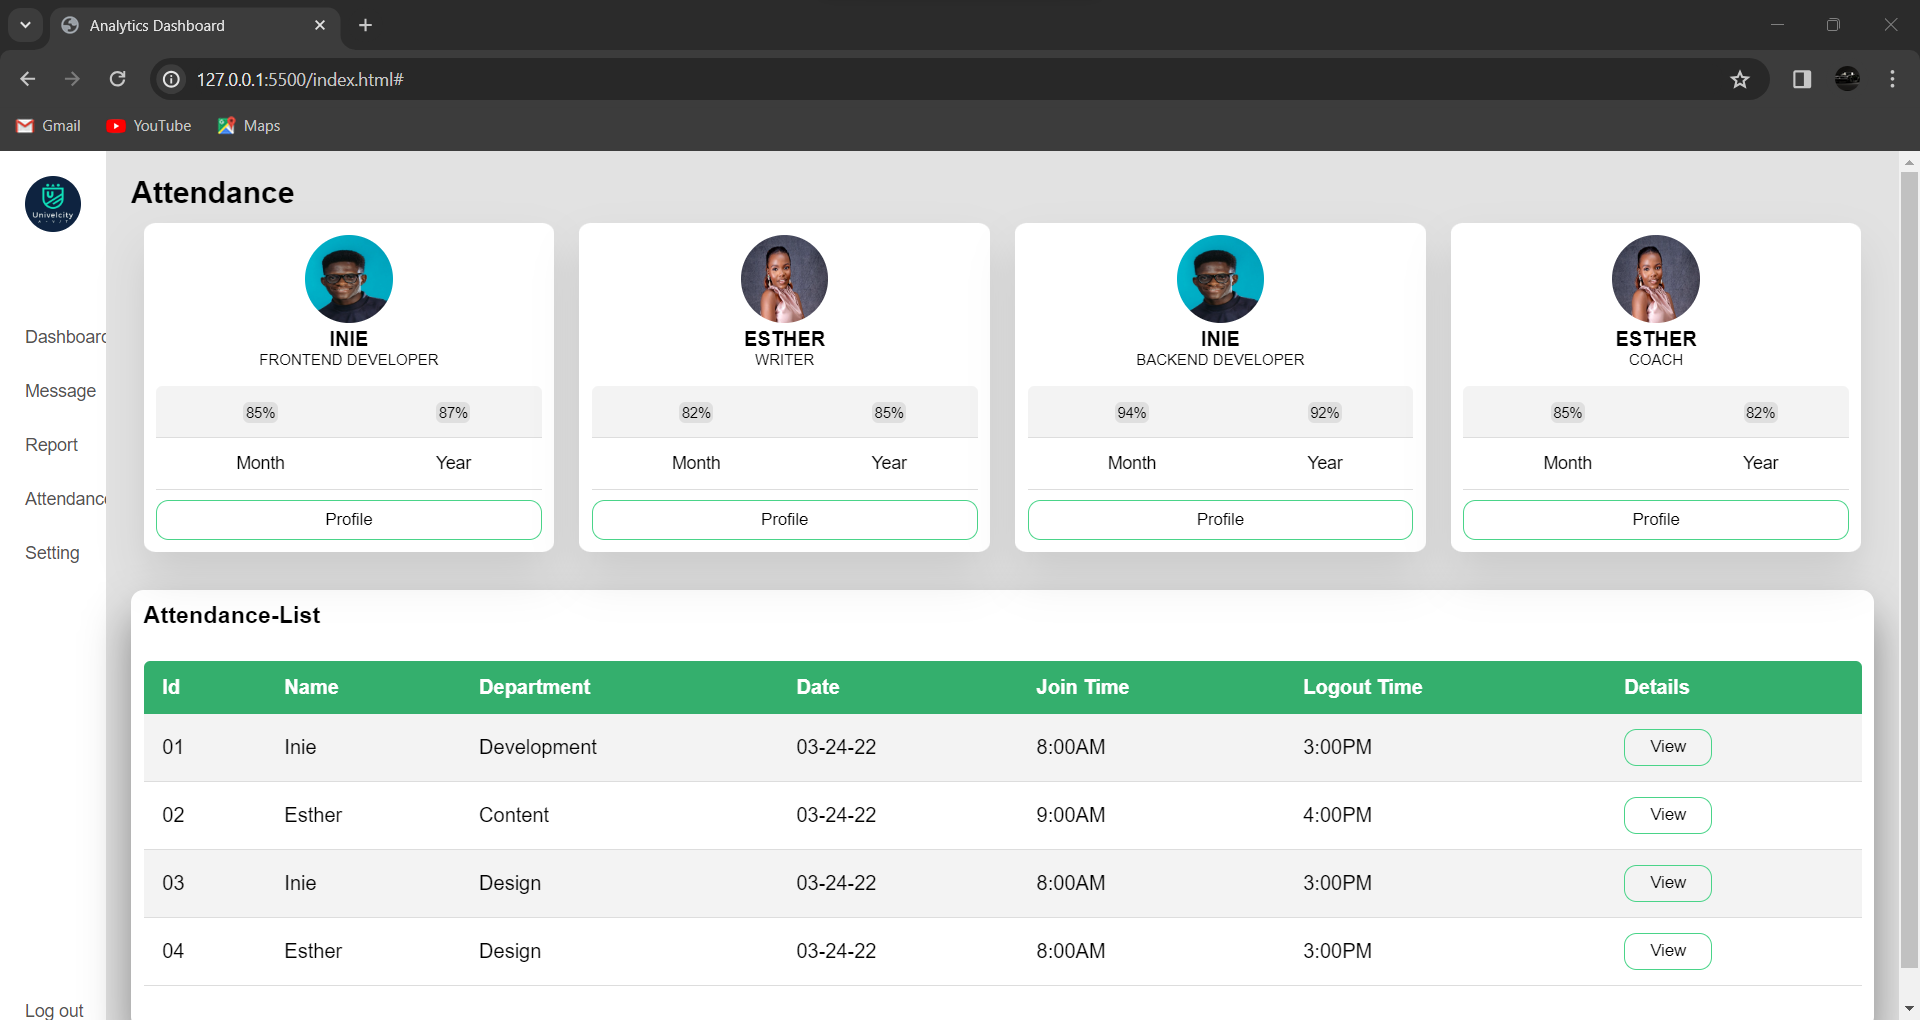 Analytics Dashboard
127.0.0.1:5500/index.html#
Gmail YouTube Maps
Univelcity
Dashboard
Message
Report
Attendance
Setting
Log out
Attendance
INIE
FRONTEND DEVELOPER
85% 87%
Month Year
Profile
ESTHER
WRITER
82% 85%
Month Year
Profile
INIE
BACKEND DEVELOPER
94% 92%
Month Year
Profile
ESTHER
COACH
85% 82%
Month Year
Profile
Attendance-List
Id Name Department Date Join Time Logout Time Details
01 Inie Development 03-24-22 8:00AM 3:00PM View
02 Esther Content 03-24-22 9:00AM 4:00PM View
03 Inie Design 03-24-22 8:00AM 3:00PM View
04 Esther Design 03-24-22 8:00AM 3:00PM View